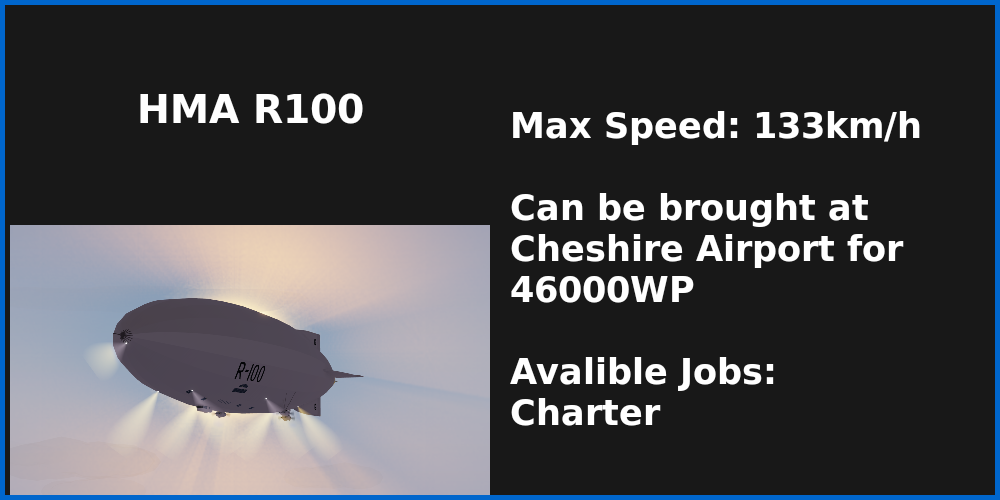 HMA R100
R-100
Max Speed: 133km/h
Can be brought at
Cheshire Airport for
46000WP
Avalible Jobs:
Charter